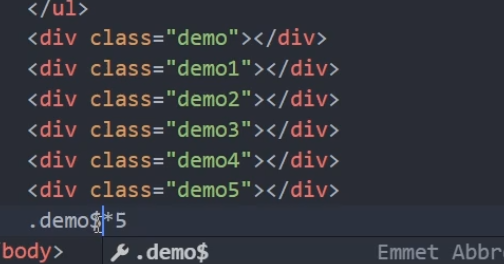 </ul>
<div class="demo"></div>
<div class="demo1"></div>
<div class="demo2"></div>
<div class="demo3"></div>
<div class="demo4"></div>
<div class="demo5"></div>
.demo$*5
body> .demo$ Emmet Abbr